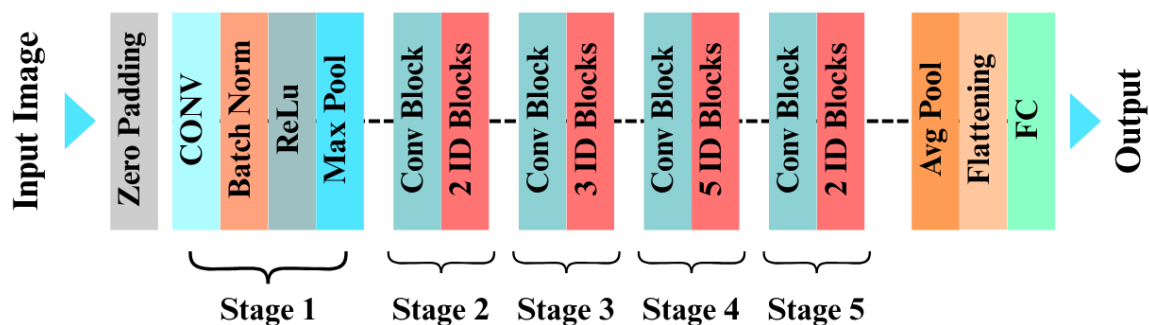 Input Image
Zero Padding
CONV
Batch Norm
ReLu
Max Pool
Conv Block
2 ID Blocks
Conv Block
3 ID Blocks
Conv Block
5 ID Blocks
Conv Block
2 ID Blocks
Avg Pool
Flattening
FC
Output
Stage 1
Stage 2
Stage 3
Stage 4
Stage 5